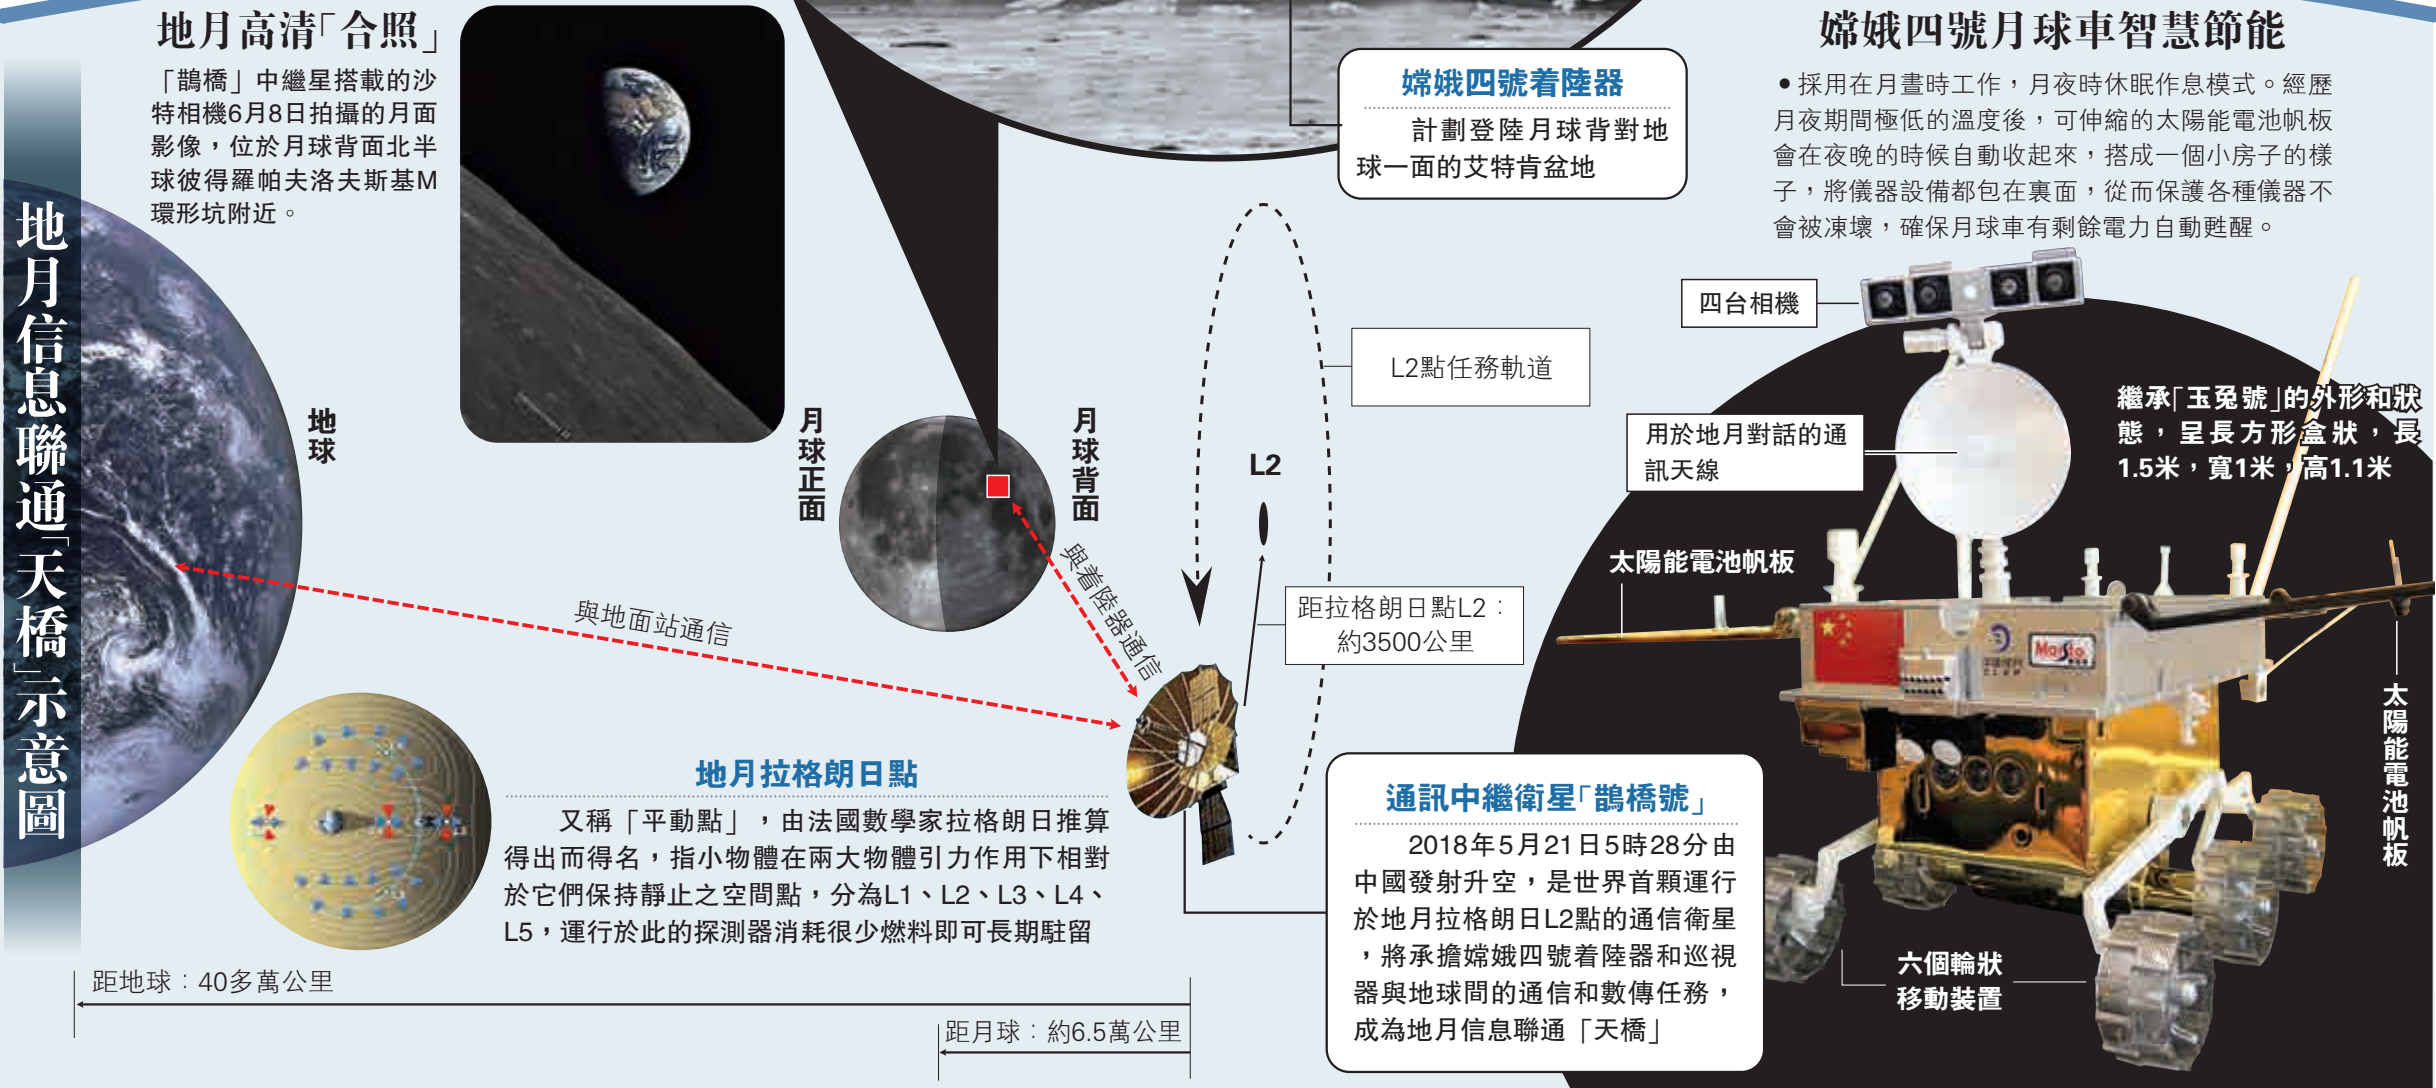 地月信息聯通「天橋」示意圖
地月高清「合照」
「鵲橋」中繼星搭載的沙
特相機6月8日拍攝的月面
影像，位於月球背面北半
球彼得羅帕夫洛夫斯基M
環形坑附近。
嫦娥四號着陸器
計劃登陸月球背對地
球一面的艾特肯盆地
地球
月球正面
月球背面
L2
L2點任務軌道
距拉格朗日點L2：
約3500公里
與地面站通信
與着陸器通信
地月拉格朗日點
又稱「平動點」，由法國數學家拉格朗日推算
得出而得名，指小物體在兩大物體引力作用下相對
於它們保持靜止之空間點，分為L1、L2、L3、L4、
L5，運行於此的探測器消耗很少燃料即可長期駐留
距地球：40多萬公里
距月球：約6.5萬公里
通訊中繼衛星「鵲橋號」
2018年5月21日5時28分由
中國發射升空，是世界首顆運行
於地月拉格朗日L2點的通信衛星
，將承擔嫦娥四號着陸器和巡視
器與地球間的通信和數傳任務，
成為地月信息聯通「天橋」
嫦娥四號月球車智慧節能
●採用在月晝時工作，月夜時休眠作息模式。經歷
月夜期間極低的溫度後，可伸縮的太陽能電池帆板
會在夜晚的時候自動收起來，搭成一個小房子的樣
子，將儀器設備都包在裏面，從而保護各種儀器不
會被凍壞，確保月球車有剩餘電力自動甦醒。
四台相機
用於地月對話的通
訊天線
繼承「玉兔號」的外形和狀
態，呈長方形盒狀，長
1.5米，寬1米，高1.1米
太陽能電池帆板
太陽能電池帆板
六個輪狀
移動裝置